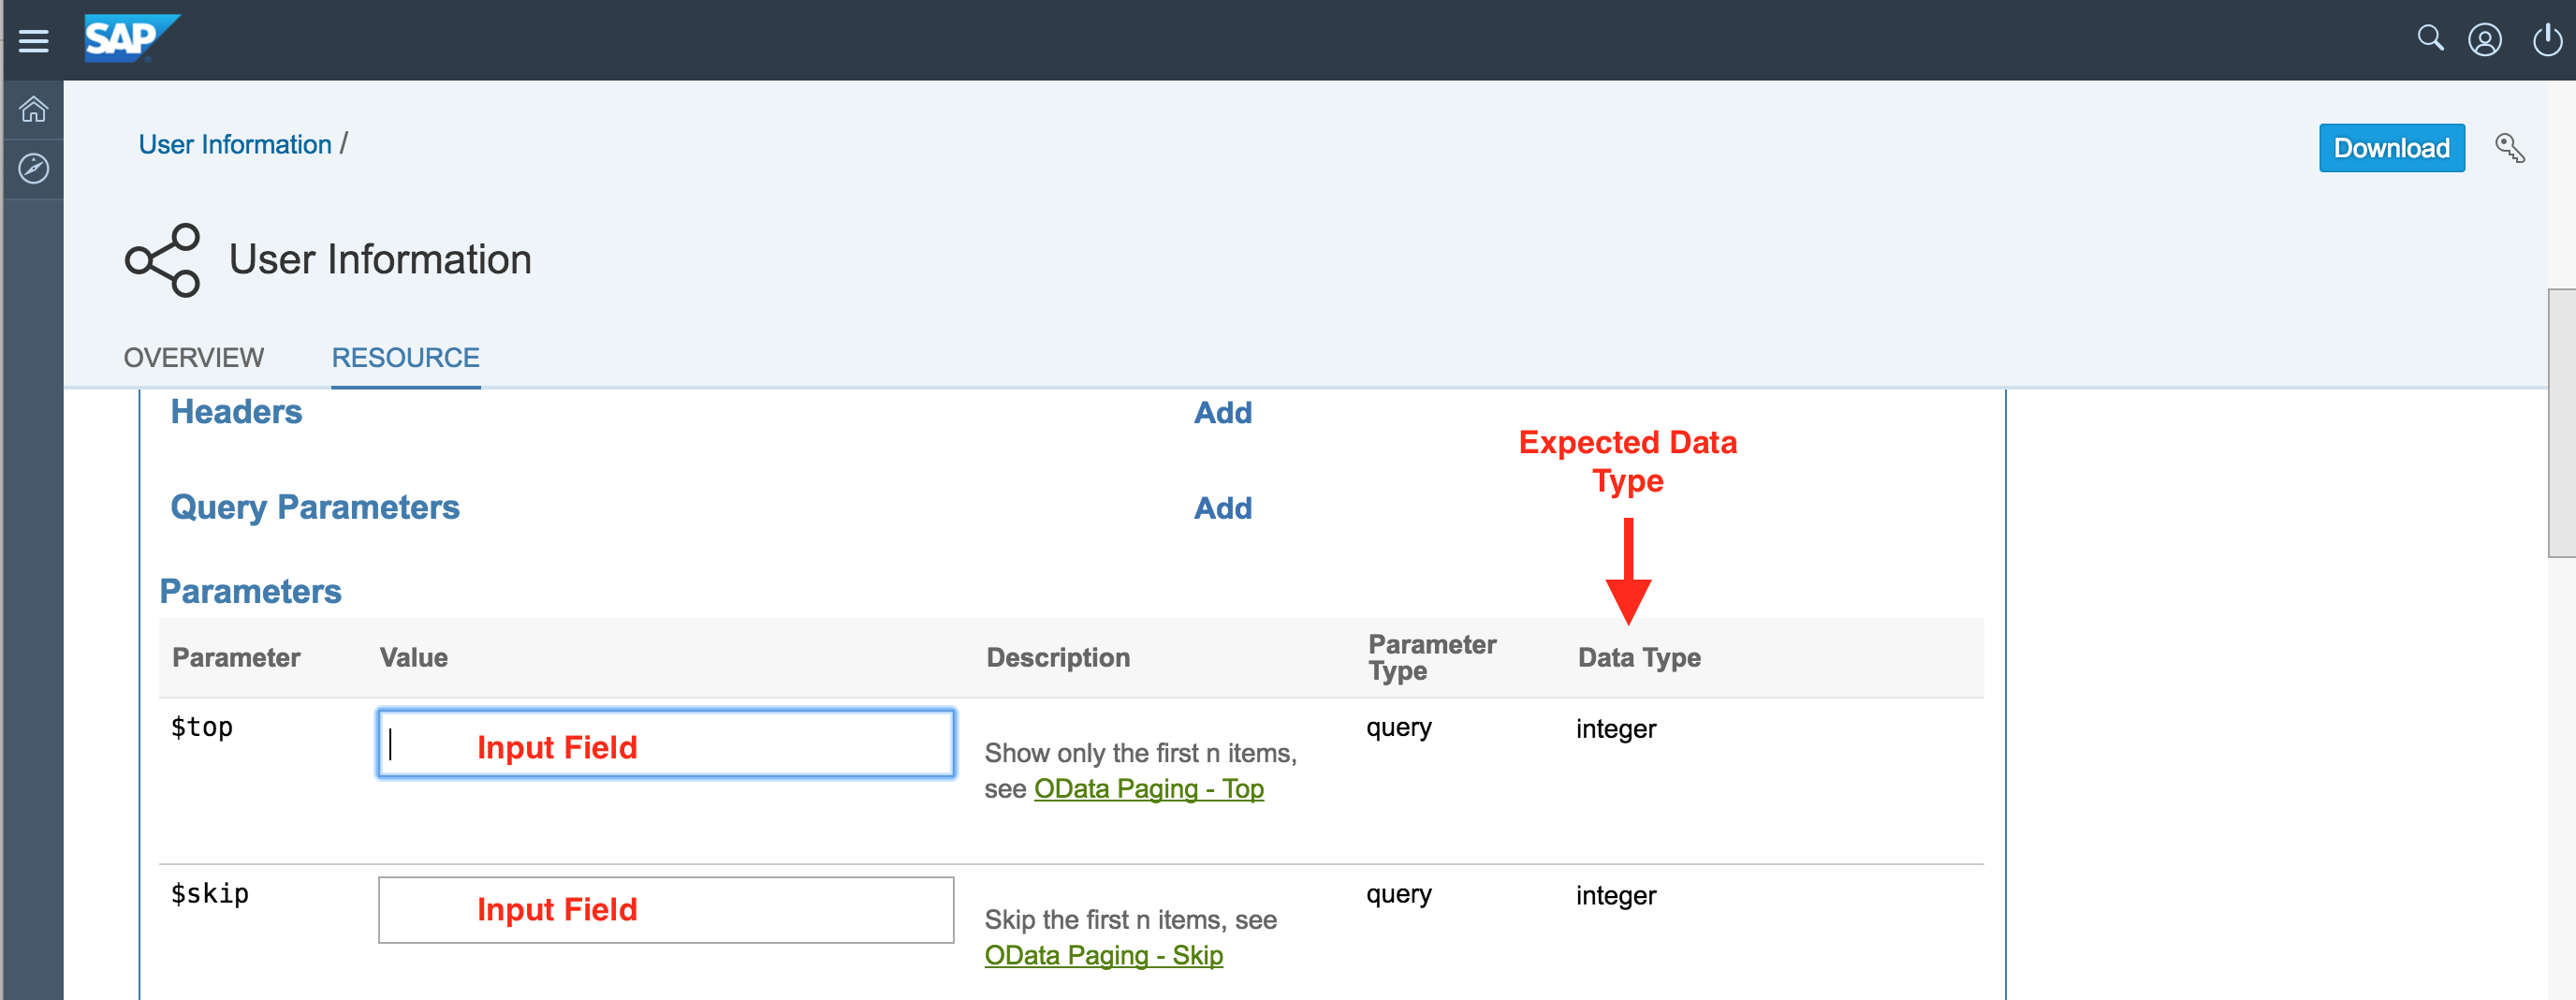 SAP
User Information /
Download
User Information
OVERVIEW
RESOURCE
Headers
Add
Expected Data
Type
Query Parameters
Add
Parameters
Parameter
Value
Description
Parameter
Type
Data Type
$top
Input Field
Show only the first n items,
see OData Paging - Top
query
integer
$skip
Input Field
Skip the first n items, see
OData Paging - Skip
query
integer